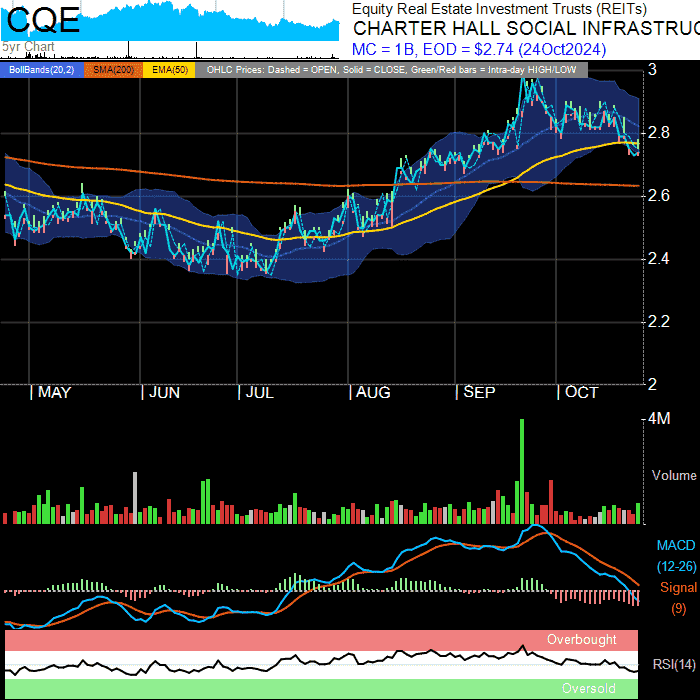 CQE
Equity Real Estate Investment Trusts (REITs)
CHARTER HALL SOCIAL INFRASTRUC
5yr Chart
MC = 1B, EOD = $2.74 (24Oct2024)
BollBands(20,2) SMA(200) EMA(50) OHLC Prices: Dashed = OPEN, Solid = CLOSE, Green/Red bars = Intra-day HIGH/LOW
3
2.8
2.6
2.4
2.2
2
MAY JUN JUL AUG SEP OCT
4M
Volume
MACD
(12-26)
Signal
(9)
Overbought
RSI(14)
Oversold